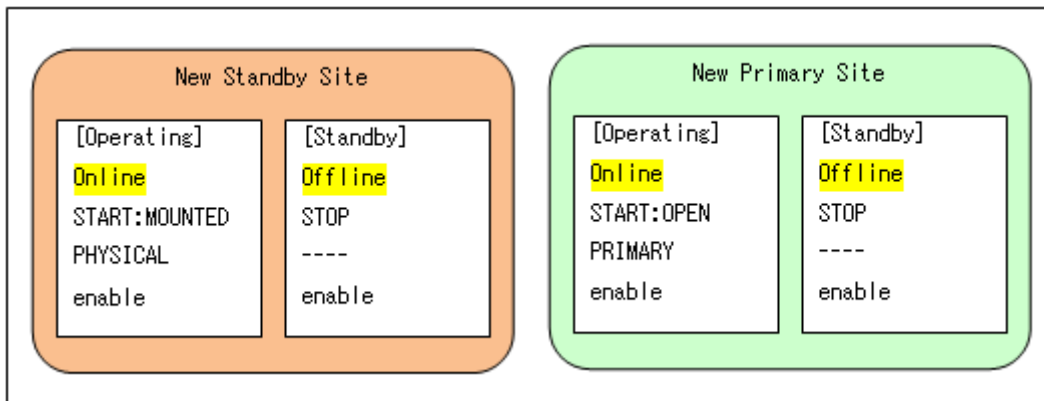 New Standby Site
[Operating]
Online
START:MOUNTED
PHYSICAL
enable
[Standby]
Offline
STOP
----
enable
New Primary Site
[Operating]
Online
START:OPEN
PRIMARY
enable
[Standby]
Offline
STOP
----
enable